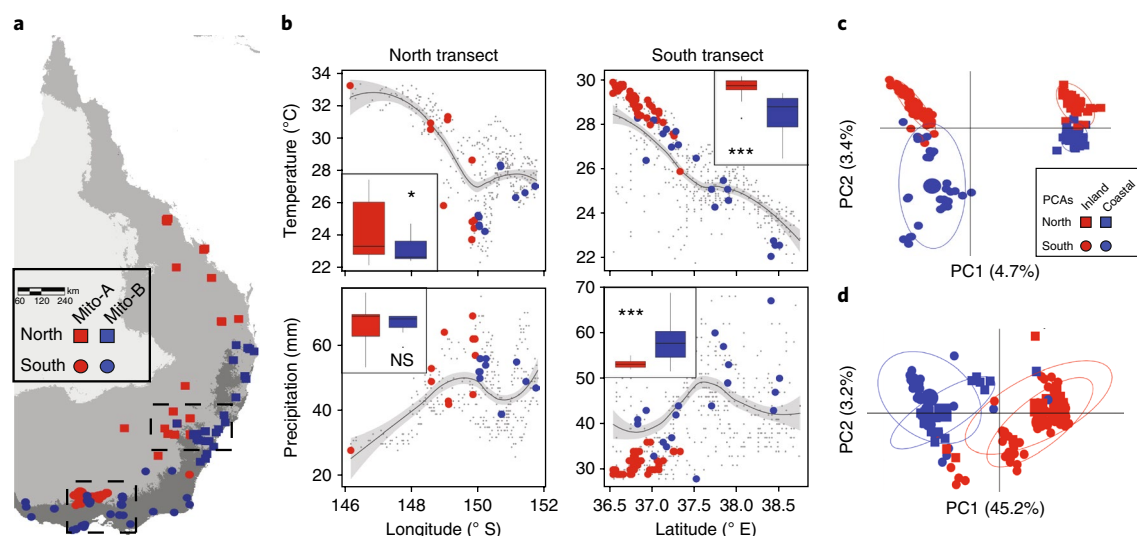 a
60 120 240 km
Mito-A
Mito-B
North
South
b
North transect
South transect
Temperature (°C)
34
32
30
28
26
24
22
*
30
28
26
24
22
***
Precipitation (mm)
80
60
40
20
NS
70
60
50
40
30
***
146 148 150 152
Longitude (° S)
36.5 37.0 37.5 38.0 38.5
Latitude (° E)
c
PC2 (3.4%)
PC1 (4.7%)
PCAs
Inland
Coastal
North
South
d
PC2 (3.2%)
PC1 (45.2%)